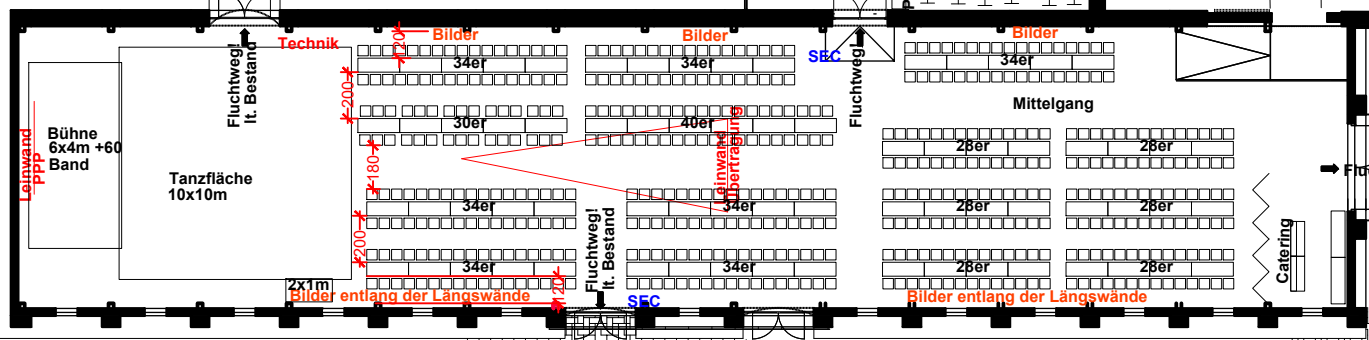 P
Bilder
Bilder
Bilder
Technik
120
Fluchtweg!
lt. Bestand
34er
34er
SEC
Fluchtweg!
34er
200
Mittelgang
Leinwand
PPP
Bühne
6x4m +60
Band
30er
40er
Leinwand
Übertragung
28er
28er
180
Tanzfläche
10x10m
34er
34er
28er
28er
Fluchtweg!
lt. Bestand
200
34er
34er
28er
28er
Catering
2x1m
120
Bilder entlang der Längswände
SEC
Bilder entlang der Längswände